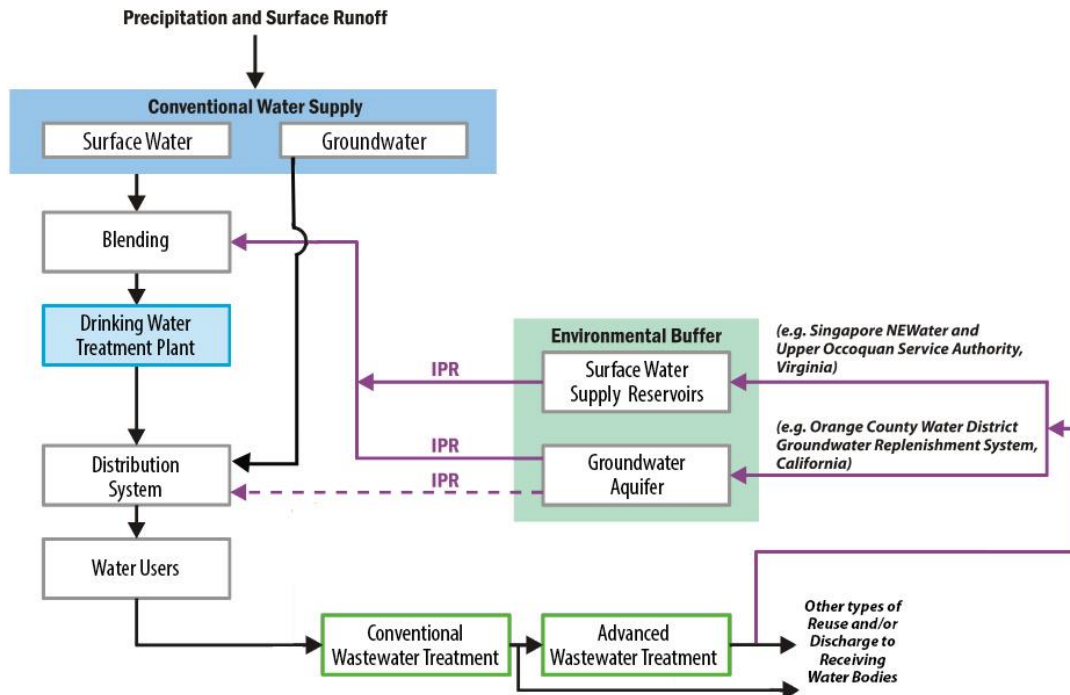 Precipitation and Surface Runoff
Conventional Water Supply
Surface Water
Groundwater
Blending
Drinking Water
Treatment Plant
Distribution
System
Water Users
IPR
IPR
IPR
Environmental Buffer
Surface Water
Supply Reservoirs
Groundwater
Aquifer
(e.g. Singapore NEWater and
Upper Occoquan Service Authority,
Virginia)
(e.g. Orange County Water District
Groundwater Replenishment System,
California)
Conventional
Wastewater Treatment
Advanced
Wastewater Treatment
Other types of
Reuse and/or
Discharge to
Receiving
Water Bodies